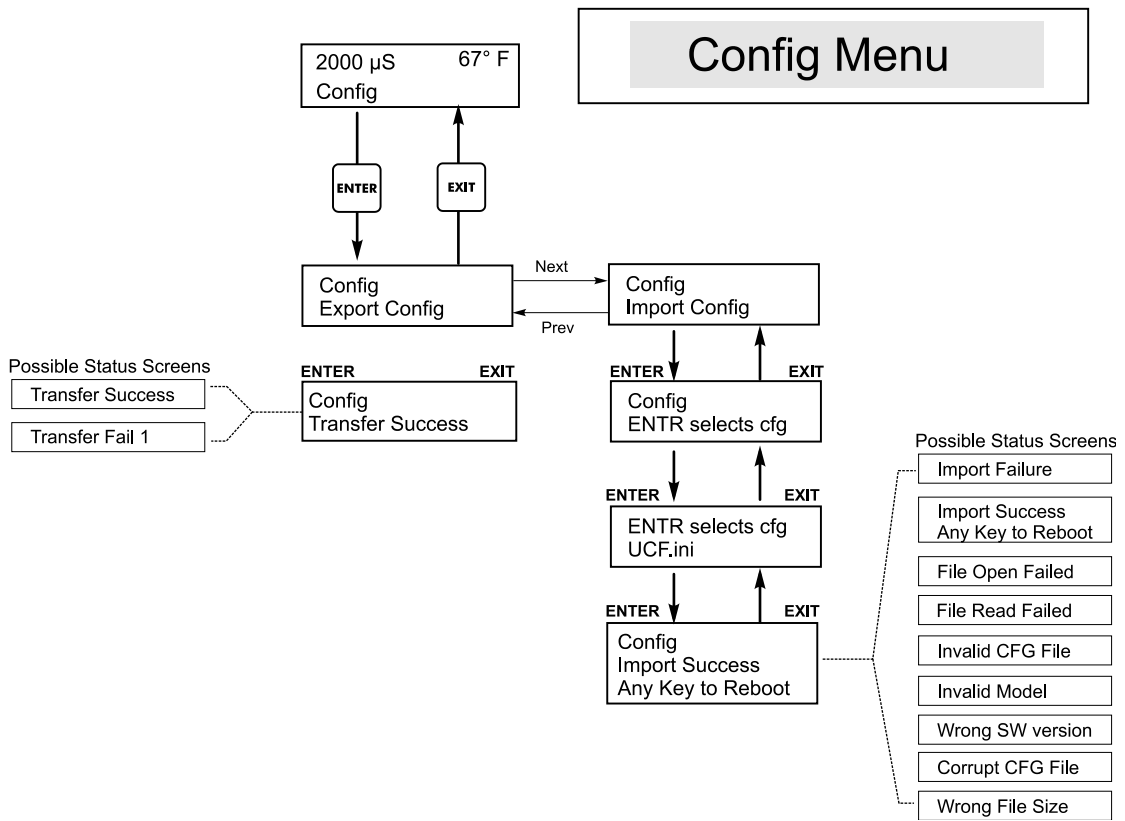 Config Menu
2000 µS 67° F
Config
ENTER
EXIT
Config
Export Config
Next
Prev
Config
Import Config
Possible Status Screens
Transfer Success
Transfer Fail 1
ENTER EXIT
Config
Transfer Success
ENTER EXIT
Config
ENTR selects cfg
ENTER EXIT
ENTR selects cfg
UCF.ini
ENTER EXIT
Config
Import Success
Any Key to Reboot
Possible Status Screens
Import Failure
Import Success
Any Key to Reboot
File Open Failed
File Read Failed
Invalid CFG File
Invalid Model
Wrong SW version
Corrupt CFG File
Wrong File Size